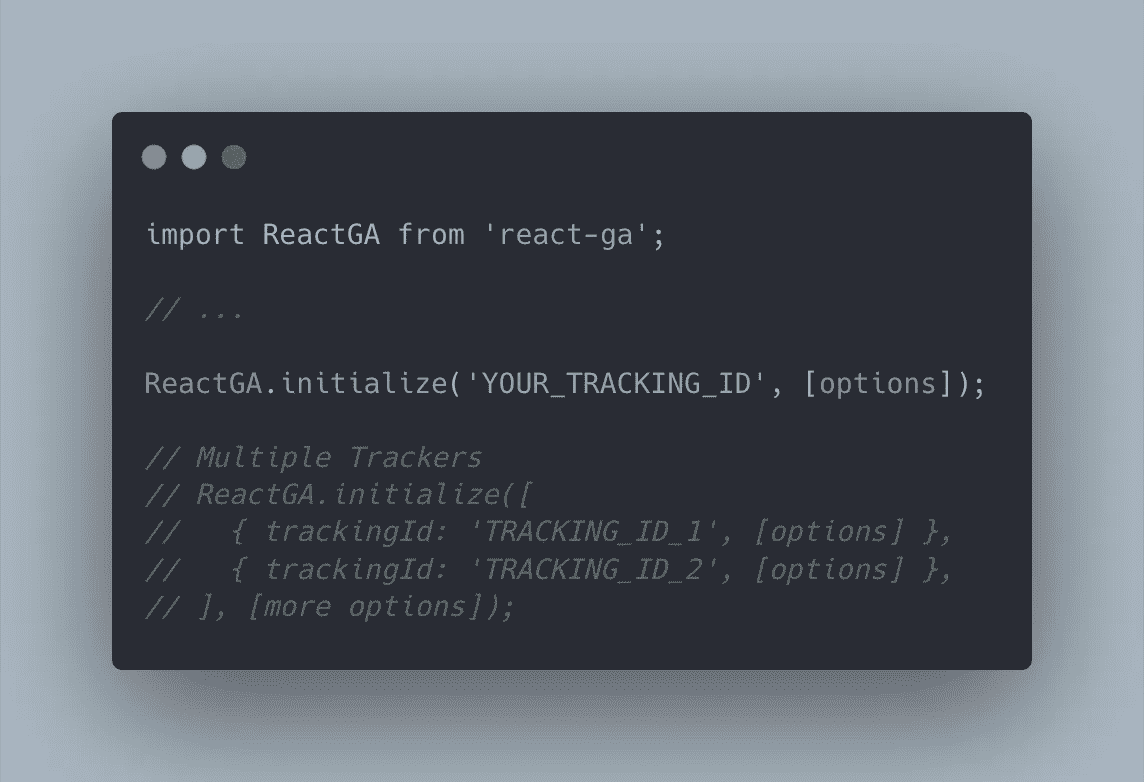 import ReactGA from 'react-ga';
// ...
ReactGA.initialize('YOUR_TRACKING_ID', [options]);
// Multiple Trackers
// ReactGA.initialize([
//   { trackingId: 'TRACKING_ID_1', [options] },
//   { trackingId: 'TRACKING_ID_2', [options] },
// ], [more options]);